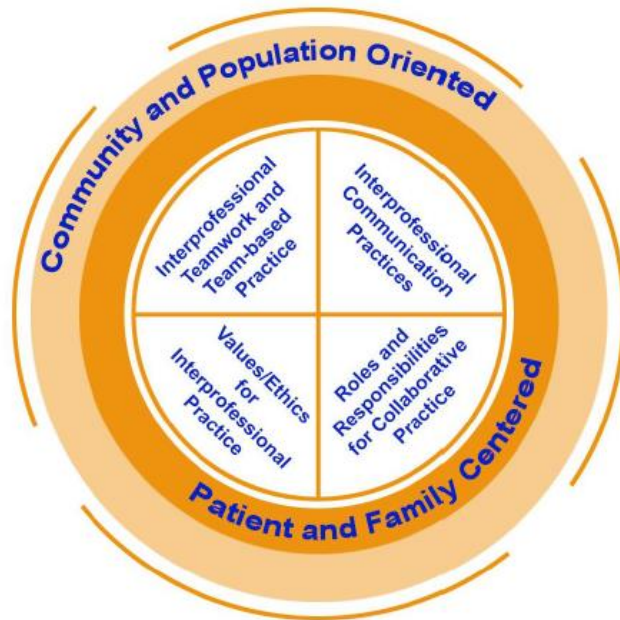 Community and Population Oriented
Interprofessional
Teamwork and
Team-based
Practice
Interprofessional
Communication
Practices
Values/Ethics
for
Interprofessional
Practice
Roles and
Responsibilities
for Collaborative
Practice
Patient and Family Centered